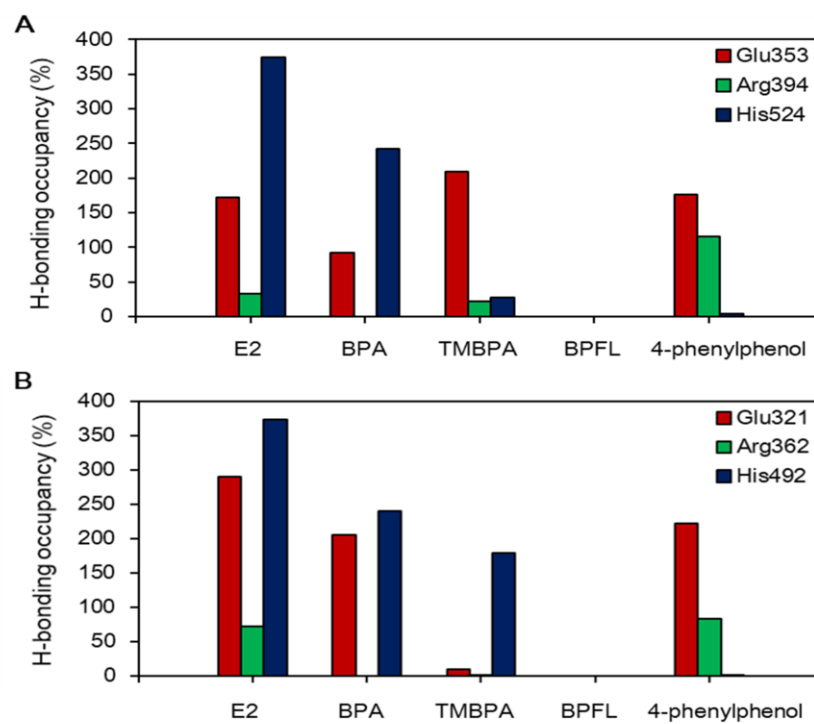 A
H-bonding occupancy (%)
400
350
300
250
200
150
100
50
0
Glu353
Arg394
His524
E2 BPA TMBPA BPFL 4-phenylphenol
B
H-bonding occupancy (%)
400
350
300
250
200
150
100
50
0
Glu321
Arg362
His492
E2 BPA TMBPA BPFL 4-phenylphenol